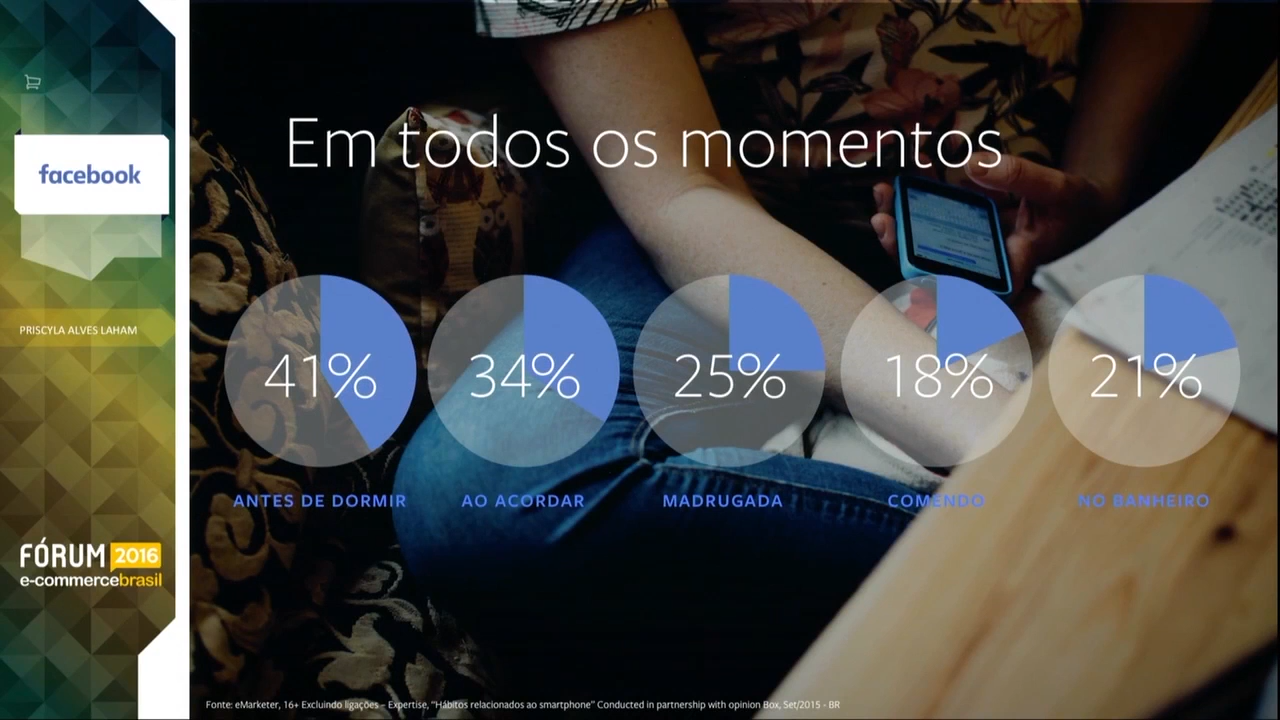 facebook
PRISCYLA ALVES LAHAM
FÓRUM 2016
e-commercebrasil
Em todos os momentos
41% 34% 25% 18% 21%
ANTES DE DORMIR AO ACORDAR MADRUGADA COMENDO NO BANHEIRO
Fonte: eMarketer, 16+ Excluindo ligações – Expertise, "Hábitos relacionados ao smartphone" Conducted in partnership with opinion Box, Set/2015 - BR